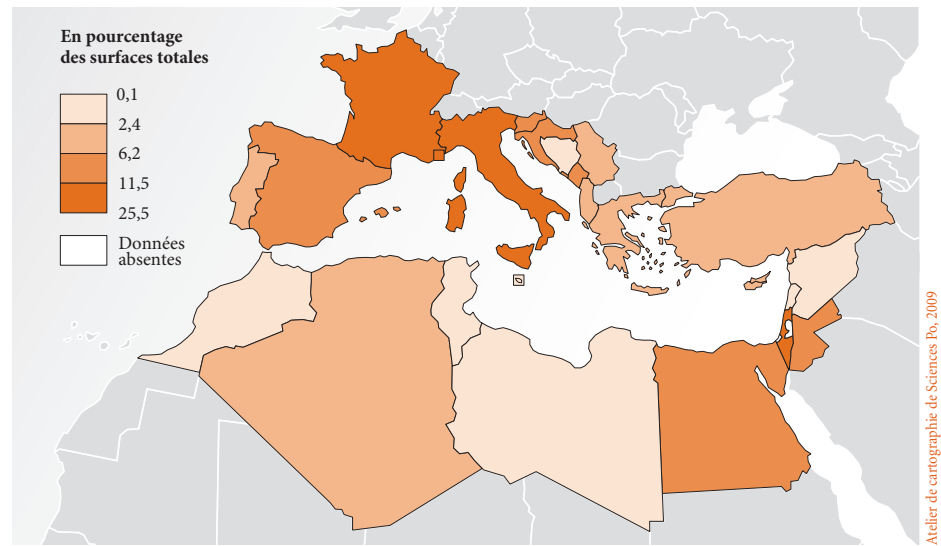 En pourcentage
des surfaces totales
0,1
2,4
6,2
11,5
25,5
Données
absentes
Atelier de cartographie de Sciences Po, 2009